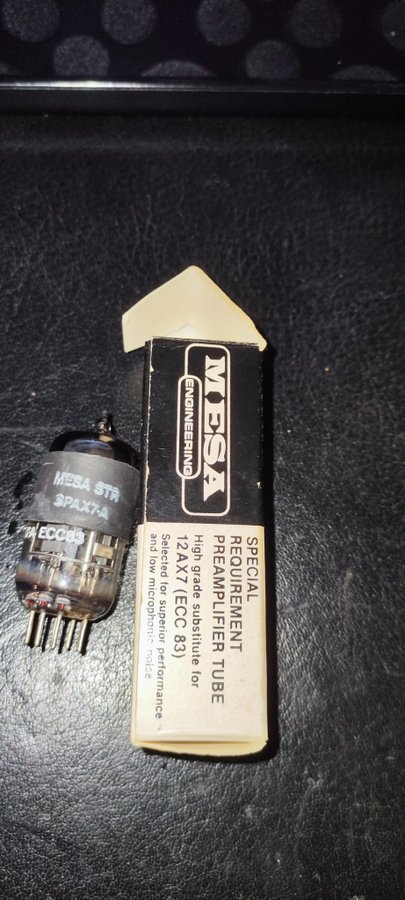 MESA
ENGINEERING
SPECIAL
REQUIREMENT
PREAMPLIFIER TUBE
High grade substitute for
12AX7 (ECC 83)
Selected for superior performance
and low microphonic noise.
MESA STR
SPAX7-A
ECC83